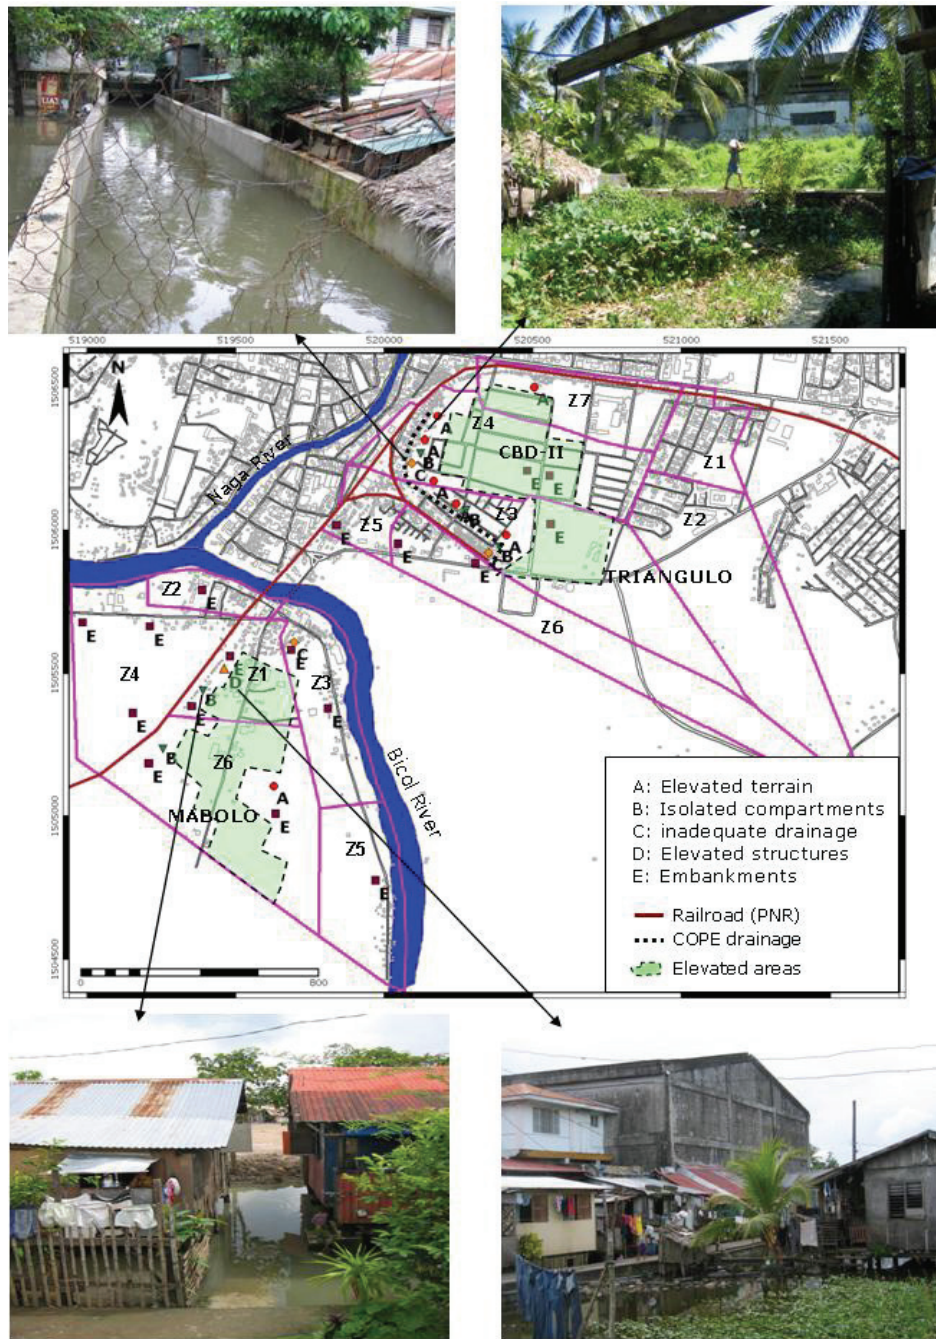 519000 519500 520000 520500 521000 521500
1506500
N
A
Z7
Z4
A
A
CBD-II
Naga River
B
C
Z1
E
E
A
Z3
Z2
E
Z5
A
B
A
E
E
B
C
E
E
1506000
TRIANGULO
Z2
E
Z6
E
E
C
E
1505500
Z4
Z1
E
D
Z3
B
E
E
E
B
Z6
E
Bicol River
A
MABOLO
E
1505000
Z5
E
A: Elevated terrain
B: Isolated compartments
C: inadequate drainage
D: Elevated structures
E: Embankments
Railroad (PNR)
COPE drainage
Elevated areas
1504500
0
800